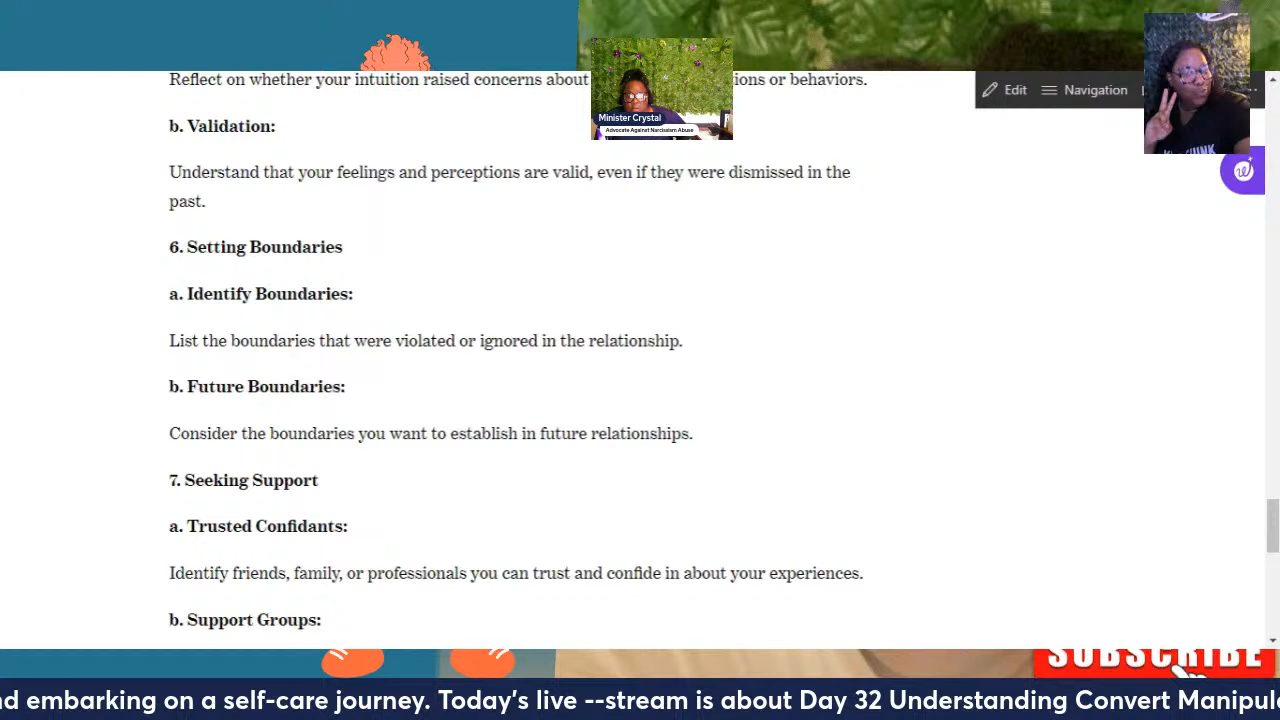 Reflect on whether your intuition raised concerns about
ions or behaviors.
Edit
Navigation
Minister Crystal
Advocate Against Narcissism Abuse
b. Validation:
Understand that your feelings and perceptions are valid, even if they were dismissed in the
past.
6. Setting Boundaries
a. Identify Boundaries:
List the boundaries that were violated or ignored in the relationship.
b. Future Boundaries:
Consider the boundaries you want to establish in future relationships.
7. Seeking Support
a. Trusted Confidants:
Identify friends, family, or professionals you can trust and confide in about your experiences.
b. Support Groups:
SUBSCRIBE
nd embarking on a self-care journey. Today's live --stream is about Day 32 Understanding Convert Manipul